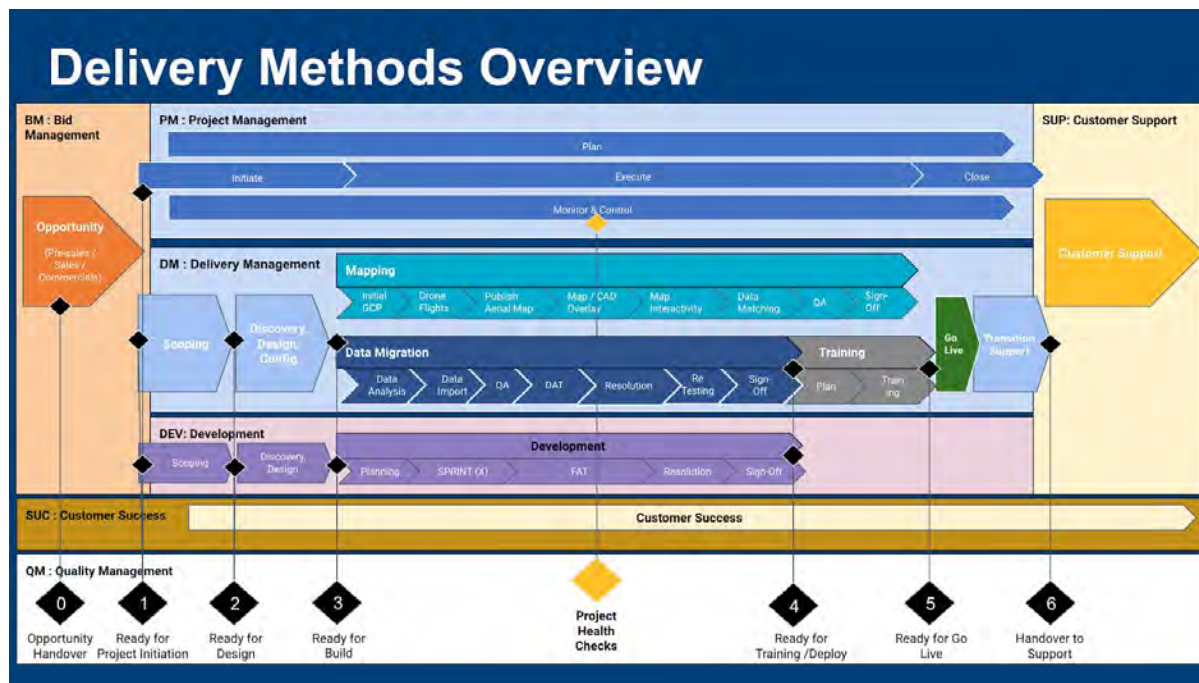 Delivery Methods Overview
BM : Bid
Management
PM : Project Management
SUP: Customer Support
Plan
Initiate
Execute
Close
Monitor & Control
Opportunity
(Pre-sales /
Sales /
Commercials)
Customer Support
DM : Delivery Management
Mapping
Initial
GCP
Drone
Flights
Publish
Aerial Map
Map / CAD
Overlay
Map
Interactivity
Data
Matching
QA
Sign-
Off
Scoping
Discovery,
Design,
Config
Go
Live
Transition
Support
Data Migration
Training
Data
Analysis
Data
Import
QA
DAT
Resolution
Re
Testing
Sign-
Off
Plan
Train
ing
DEV: Development
Development
Scoping
Discovery,
Design
Planning
SPRINT (X)
FAT
Resolution
Sign-Off
SUC : Customer Success
Customer Success
QM : Quality Management
0
1
2
3
4
5
6
Opportunity
Handover
Ready for
Project Initiation
Ready for
Design
Ready for
Build
Project
Health
Checks
Ready for
Training /Deploy
Ready for Go
Live
Handover to
Support